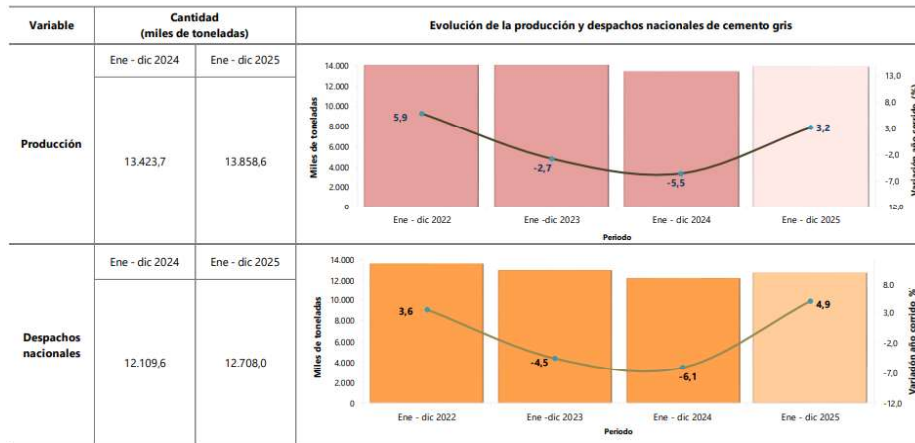 Variable
Cantidad
(miles de toneladas)
Evolución de la producción y despachos nacionales de cemento gris
Producción
Ene - dic 2024
Ene - dic 2025
13.423,7
13.858,6
Miles de toneladas
14.000
12.000
10.000
8.000
6.000
4.000
2.000
0
5,9
-2,7
-5,5
3,2
13,0
8,0
3,0
-2,0
-7,0
-12,0
Variación año corrido (%)
Ene - dic 2022
Ene -dic 2023
Ene - dic 2024
Ene - dic 2025
Periodo
Despachos
nacionales
Ene - dic 2024
Ene - dic 2025
12.109,6
12.708,0
Miles de toneladas
14.000
12.000
10.000
8.000
6.000
4.000
2.000
0
3,6
-4,5
-6,1
4,9
8,0
3,0
-2,0
-7,0
-12,0
Variación año corrido %
Ene - dic 2022
Ene - dic 2023
Ene - dic 2024
Ene - dic 2025
Periodo